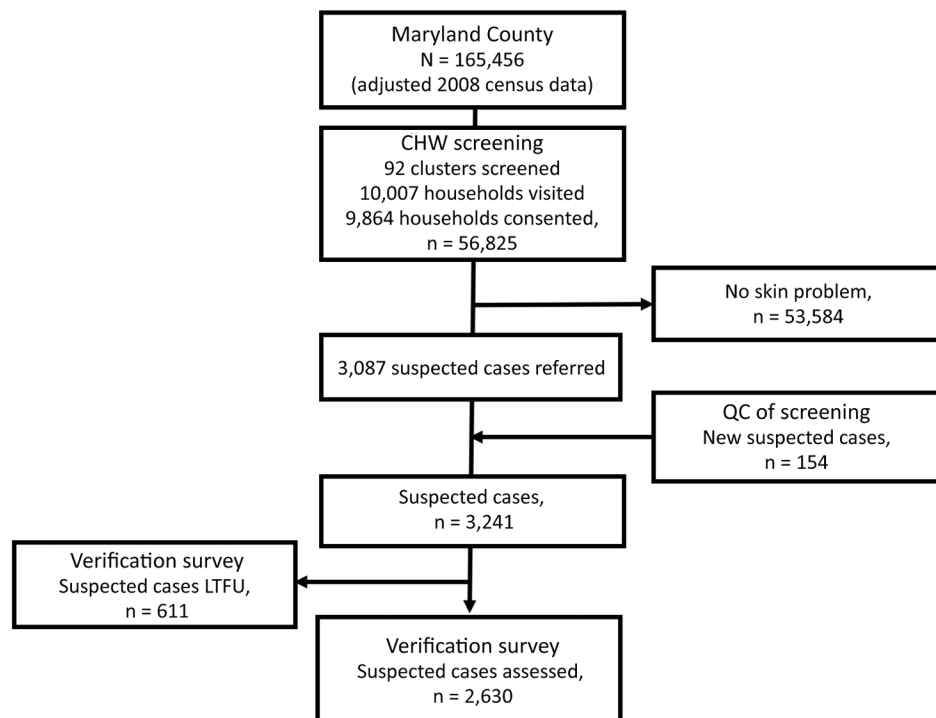 Maryland County
N = 165,456
(adjusted 2008 census data)
CHW screening
92 clusters screened
10,007 households visited
9,864 households consented,
n = 56,825
No skin problem,
n = 53,584
3,087 suspected cases referred
QC of screening
New suspected cases,
n = 154
Suspected cases,
n = 3,241
Verification survey
Suspected cases LTFU,
n = 611
Verification survey
Suspected cases assessed,
n = 2,630